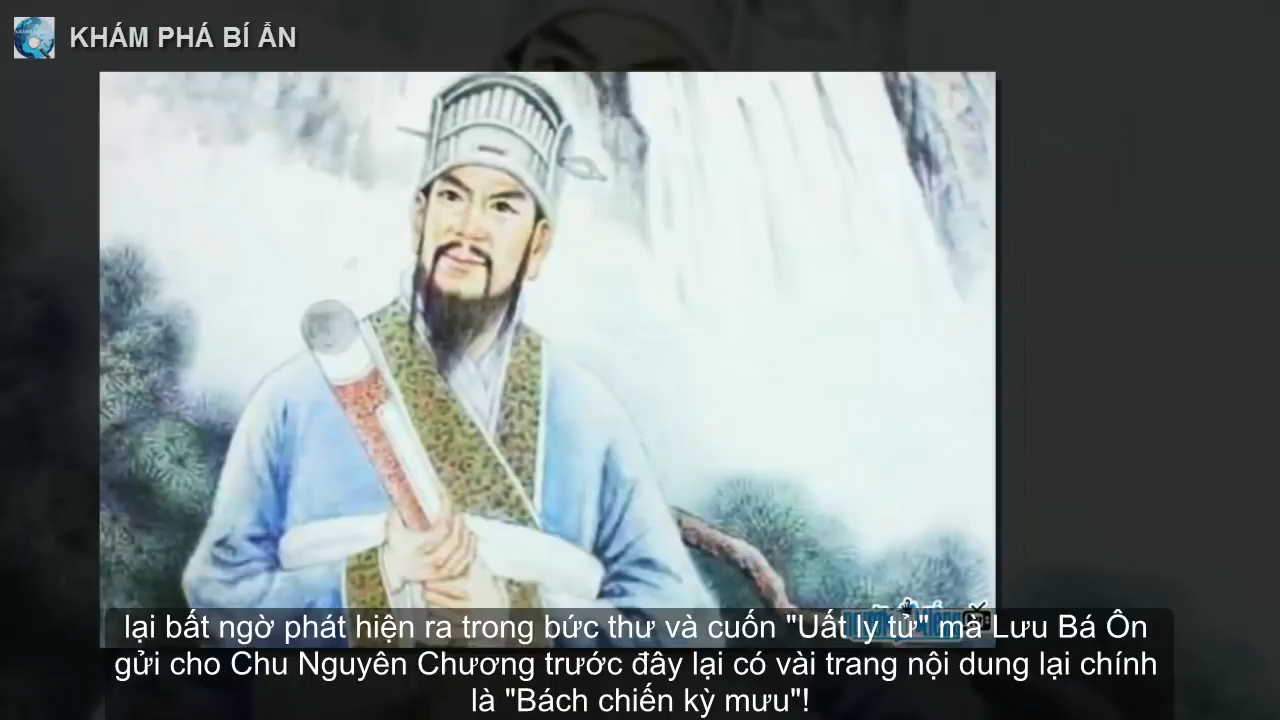 KHÁM PHÁ BÍ ẨN
lại bất ngờ phát hiện ra trong bức thư và cuốn "Uất ly tử" mà Lưu Bá Ôn
gửi cho Chu Nguyên Chương trước đây lại có vài trang nội dung lại chính
là "Bách chiến kỳ mưu"!